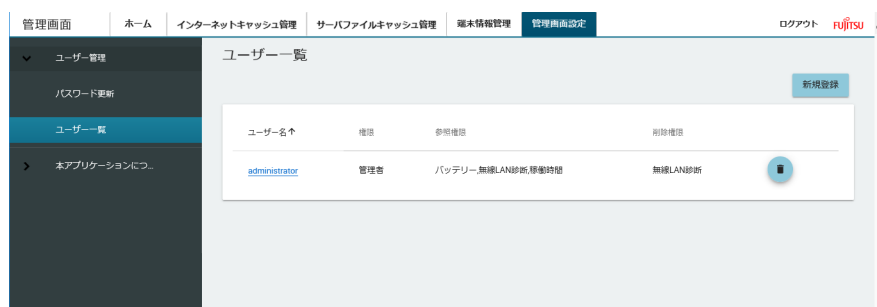 管理画面 ホーム インターネットキャッシュ管理 サーバファイルキャッシュ管理 端末情報管理 管理画面設定 ログアウト FUJITSU
ユーザー管理
パスワード更新
ユーザー一覧
本アプリケーションにつ...
ユーザー一覧
新規登録
ユーザー名↑ 権限 参照権限 削除権限
administrator 管理者 バッテリー,無線LAN診断,稼働時間 無線LAN診断